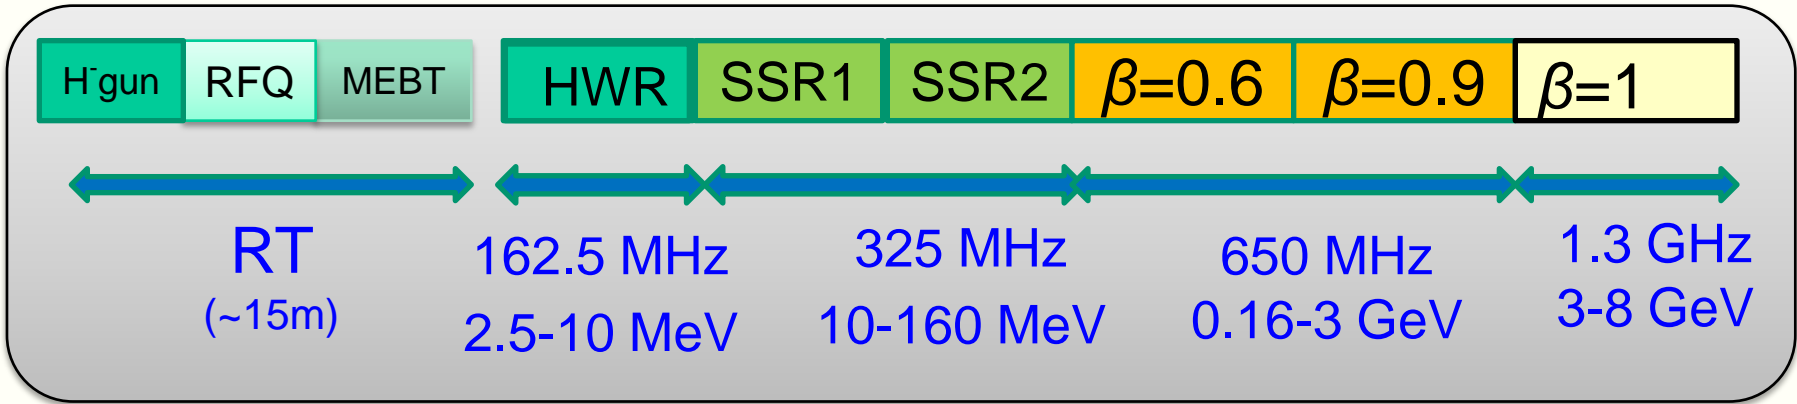 H⁻gun RFQ MEBT HWR SSR1 SSR2 β=0.6 β=0.9 β=1
RT 162.5 MHz 325 MHz 650 MHz 1.3 GHz
(~15m) 2.5-10 MeV 10-160 MeV 0.16-3 GeV 3-8 GeV